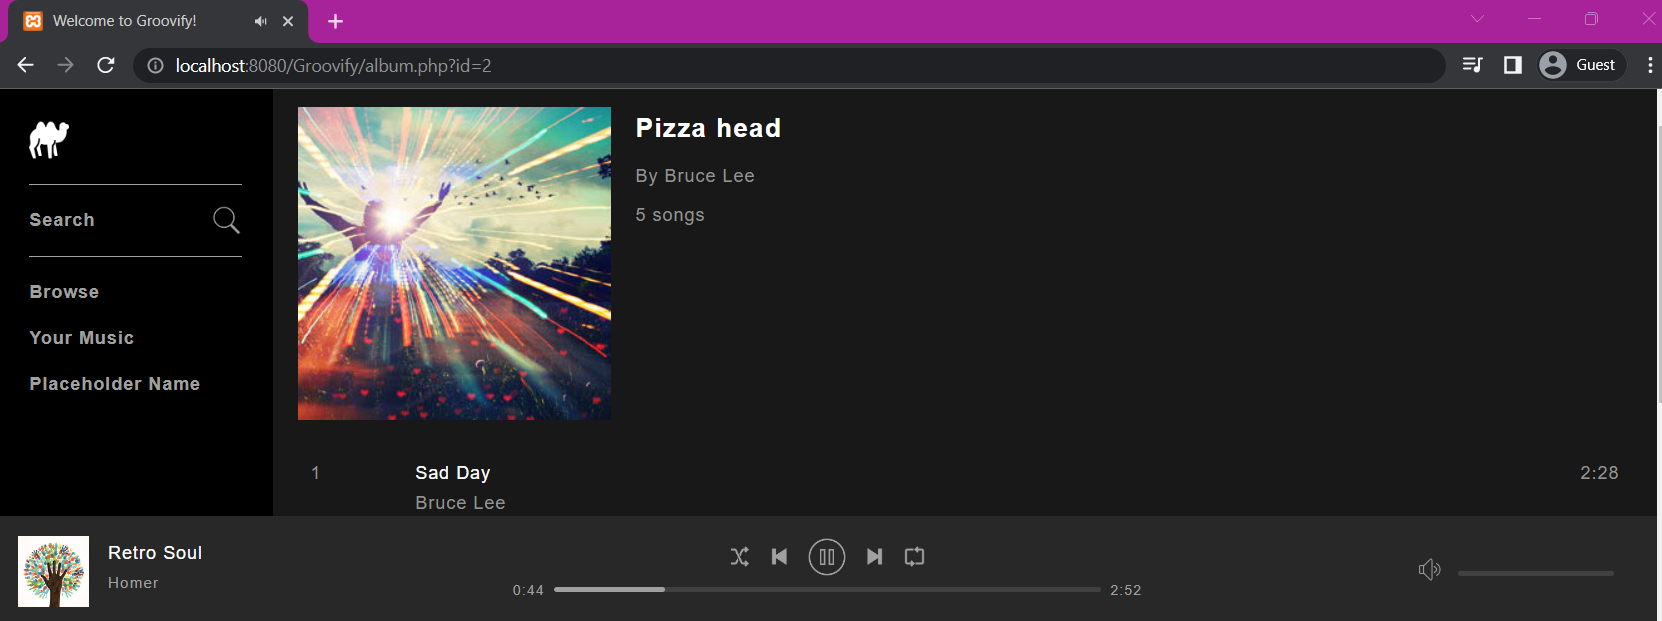 Welcome to Groovify!
localhost:8080/Groovify/album.php?id=2
Guest
Search
Browse
Your Music
Placeholder Name
Pizza head
By Bruce Lee
5 songs
1 Sad Day 2:28
Bruce Lee
Retro Soul
Homer
0:44 2:52